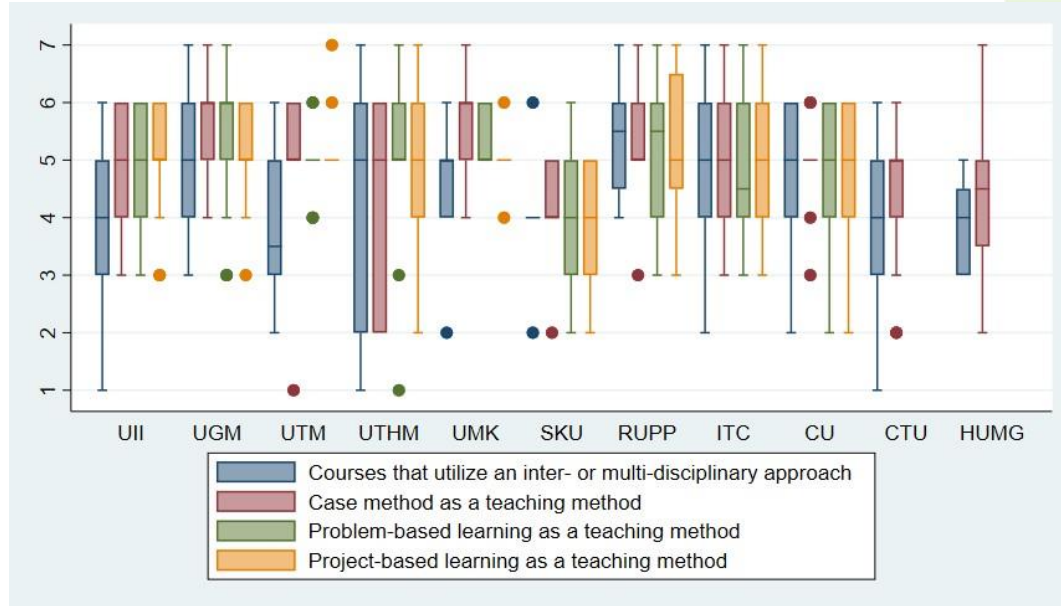 7
6
5
4
3
2
1
UII UGM UTM UTHM UMK SKU RUPP ITC CU CTU HUMG
Courses that utilize an inter- or multi-disciplinary approach
Case method as a teaching method
Problem-based learning as a teaching method
Project-based learning as a teaching method